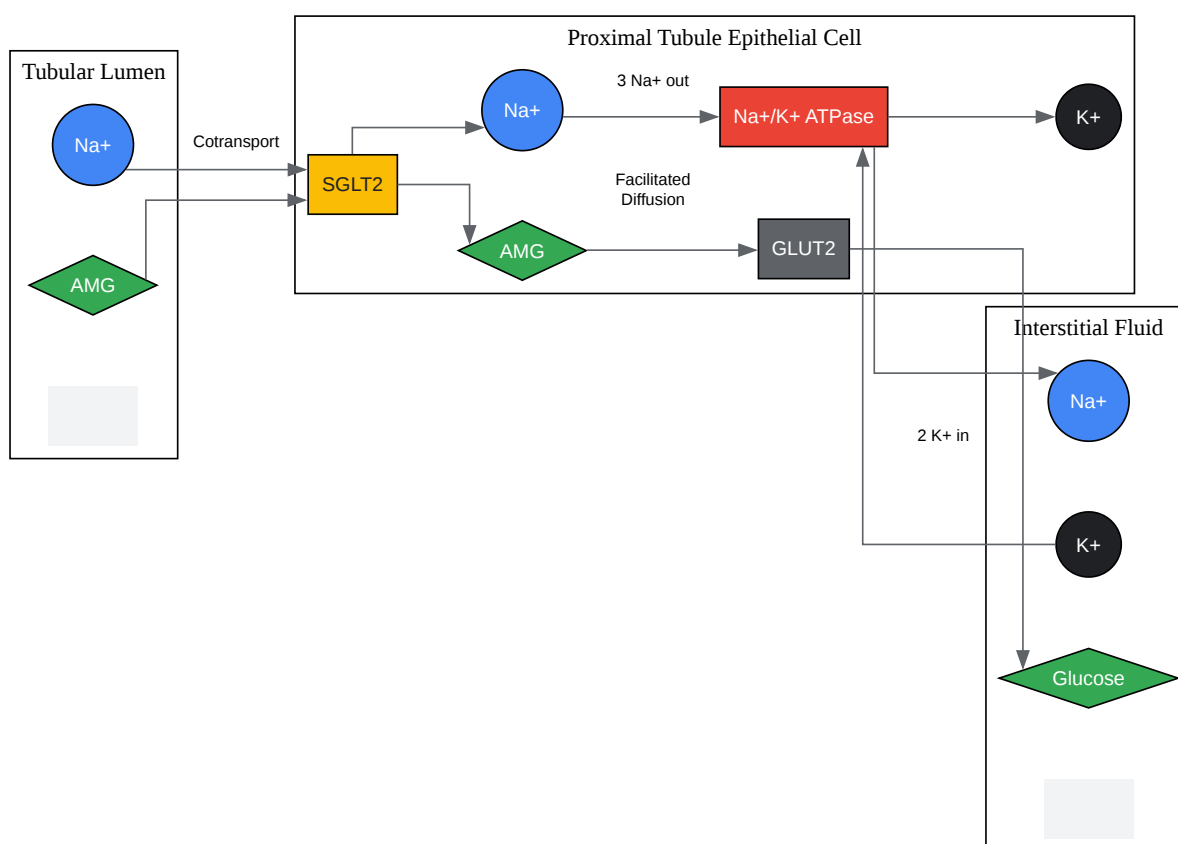 Tubular Lumen
Na+
AMG
Cotransport
Proximal Tubule Epithelial Cell
SGLT2
Na+
3 Na+ out
Na+/K+ ATPase
K+
AMG
Facilitated
Diffusion
GLUT2
Interstitial Fluid
Na+
2 K+ in
K+
Glucose